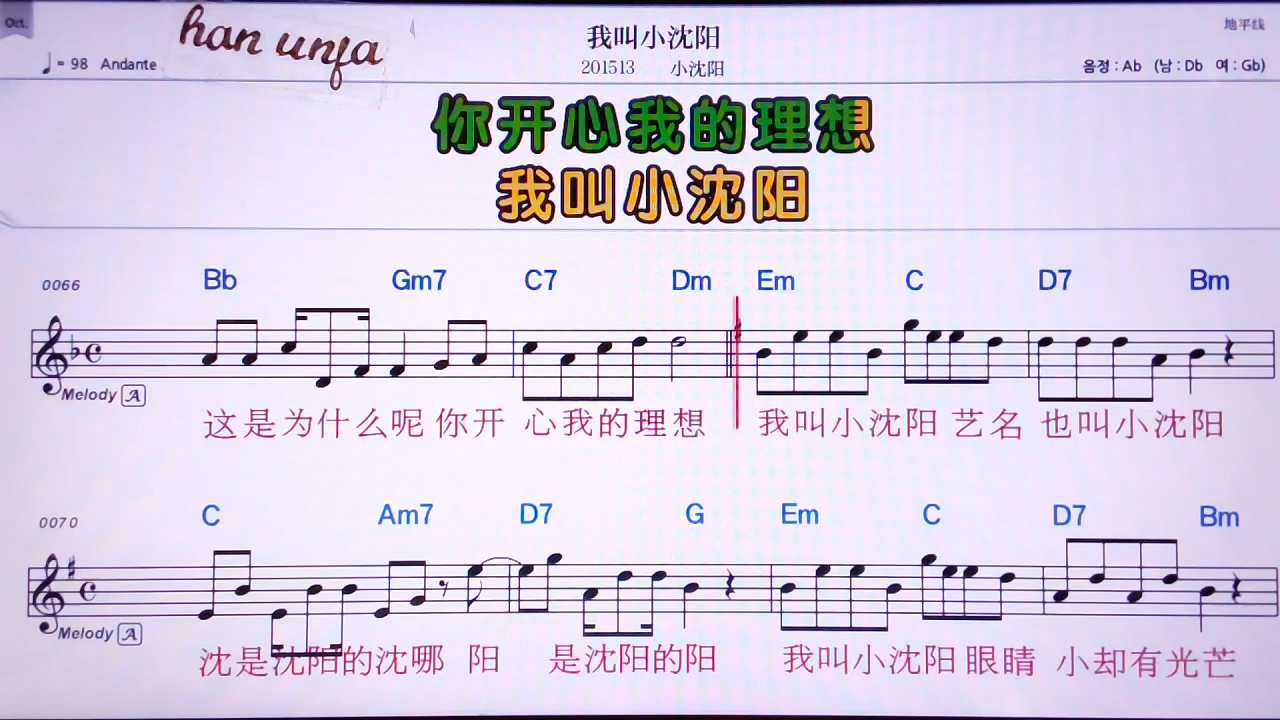 Oct.
han unfa
♩= 98 Andante
我叫小沈阳
201513 小沈阳
地平线
음정 : Ab (남 : Db 여 : Gb)
你开心我的理想
我叫小沈阳
0066
Bb Gm7 C7 Dm Em C D7 Bm
Melody A
这是为什么呢 你开 心我的理想 我叫小沈阳 艺名 也叫小沈阳
0070
C Am7 D7 G Em C D7 Bm
Melody A
沈是沈阳的沈哪 阳 是沈阳的阳 我叫小沈阳 眼睛 小却有光芒